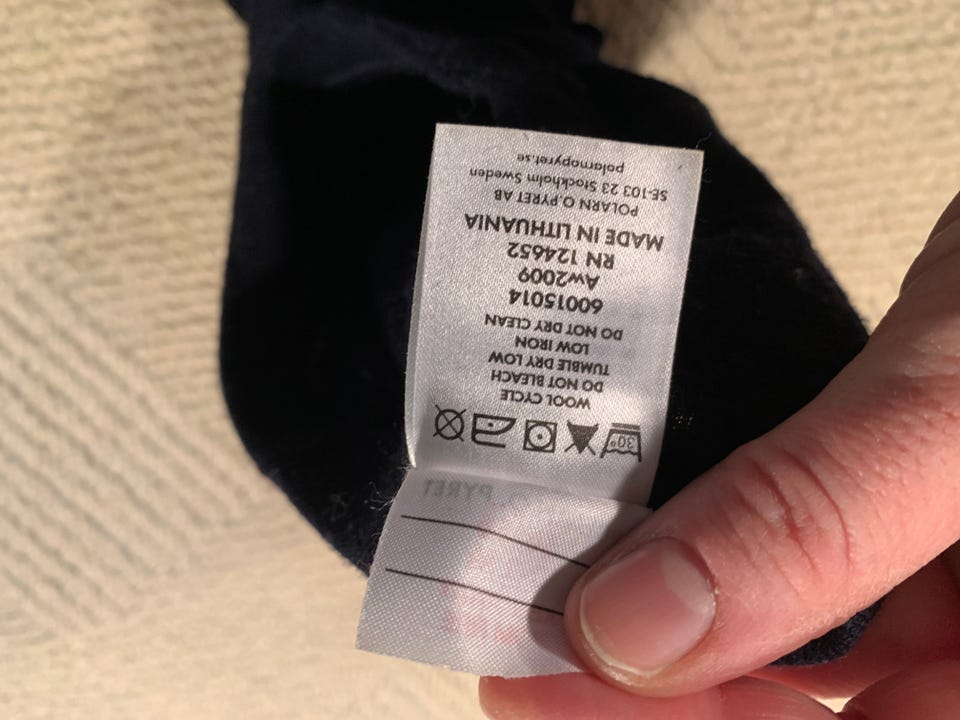 30°
WOOL CYCLE
DO NOT BLEACH
TUMBLE DRY LOW
LOW IRON
DO NOT DRY CLEAN
60015014
AW2009
RN 124652
MADE IN LITHUANIA
POLARN O.PYRET AB
SE-103 23 Stockholm Sweden
polarnopyret.se
PYRET